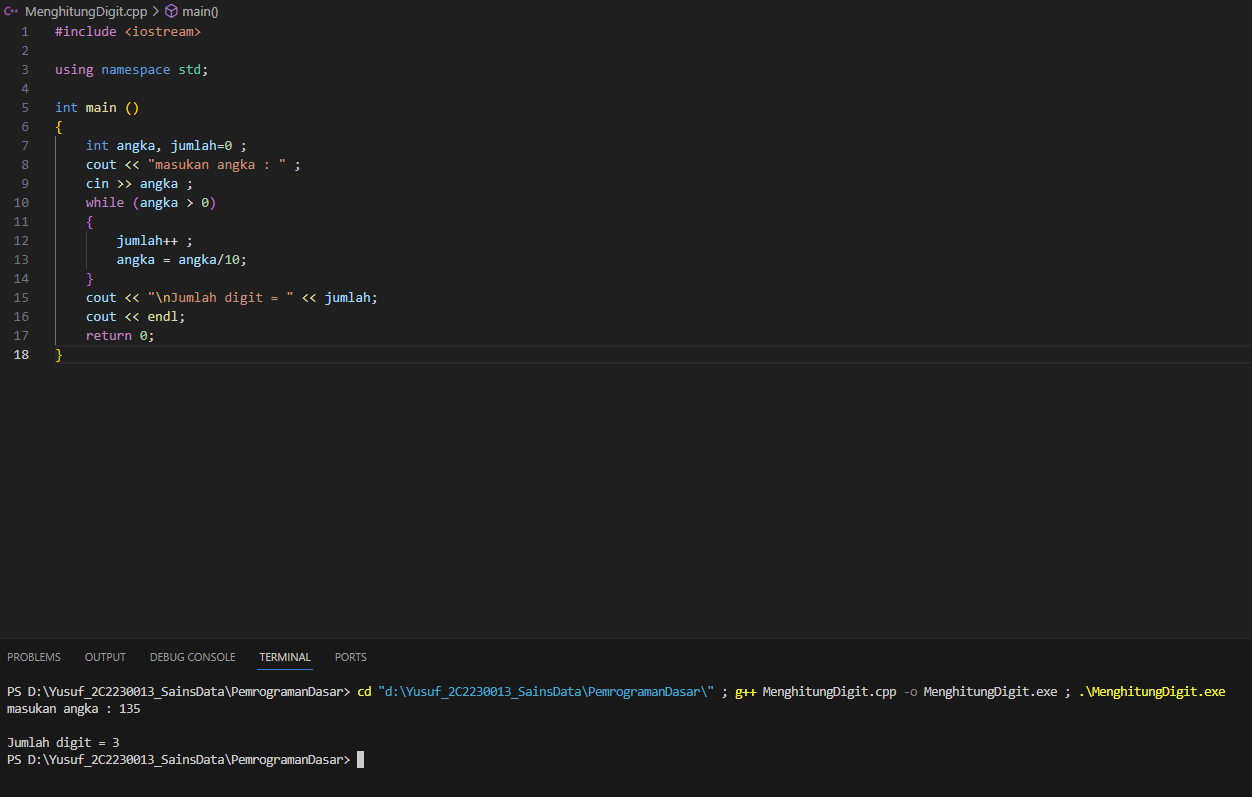 MenghitungDigit.cpp > main()
1 #include <iostream>
2
3 using namespace std;
4
5 int main ()
6 {
7     int angka, jumlah=0 ;
8     cout << "masukan angka : " ;
9     cin >> angka ;
10     while (angka > 0)
11     {
12         jumlah++ ;
13         angka = angka/10;
14     }
15     cout << "\nJumlah digit = " << jumlah;
16     cout << endl;
17     return 0;
18 }
PROBLEMS OUTPUT DEBUG CONSOLE TERMINAL PORTS
PS D:\Yusuf_2C2230013_SainsData\PemrogramanDasar> cd "d:\Yusuf_2C2230013_SainsData\PemrogramanDasar\" ; g++ MenghitungDigit.cpp -o MenghitungDigit.exe ; .\MenghitungDigit.exe
masukan angka : 135

Jumlah digit = 3
PS D:\Yusuf_2C2230013_SainsData\PemrogramanDasar>